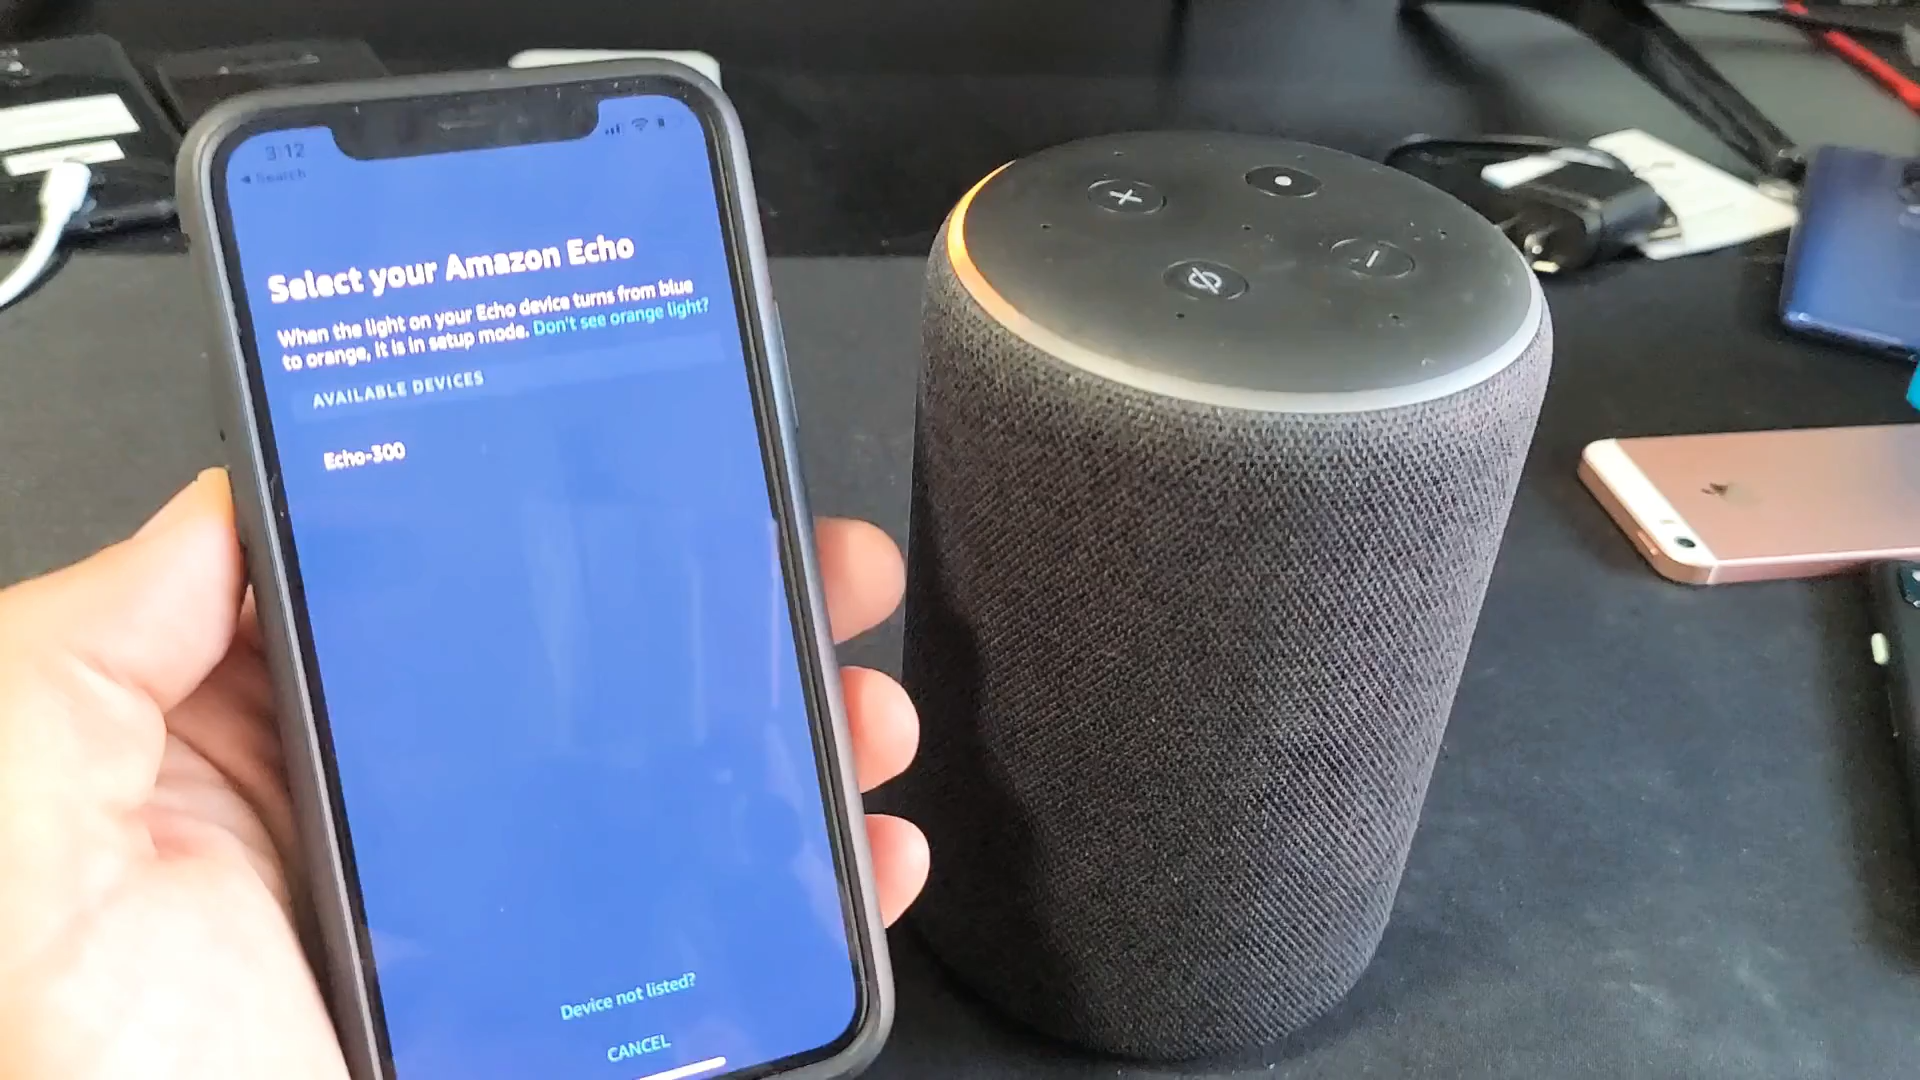 3:12
Search
Select your Amazon Echo
When the light on your Echo device turns from blue
to orange, it is in setup mode. Don't see orange light?
AVAILABLE DEVICES
Echo-300
Device not listed?
CANCEL